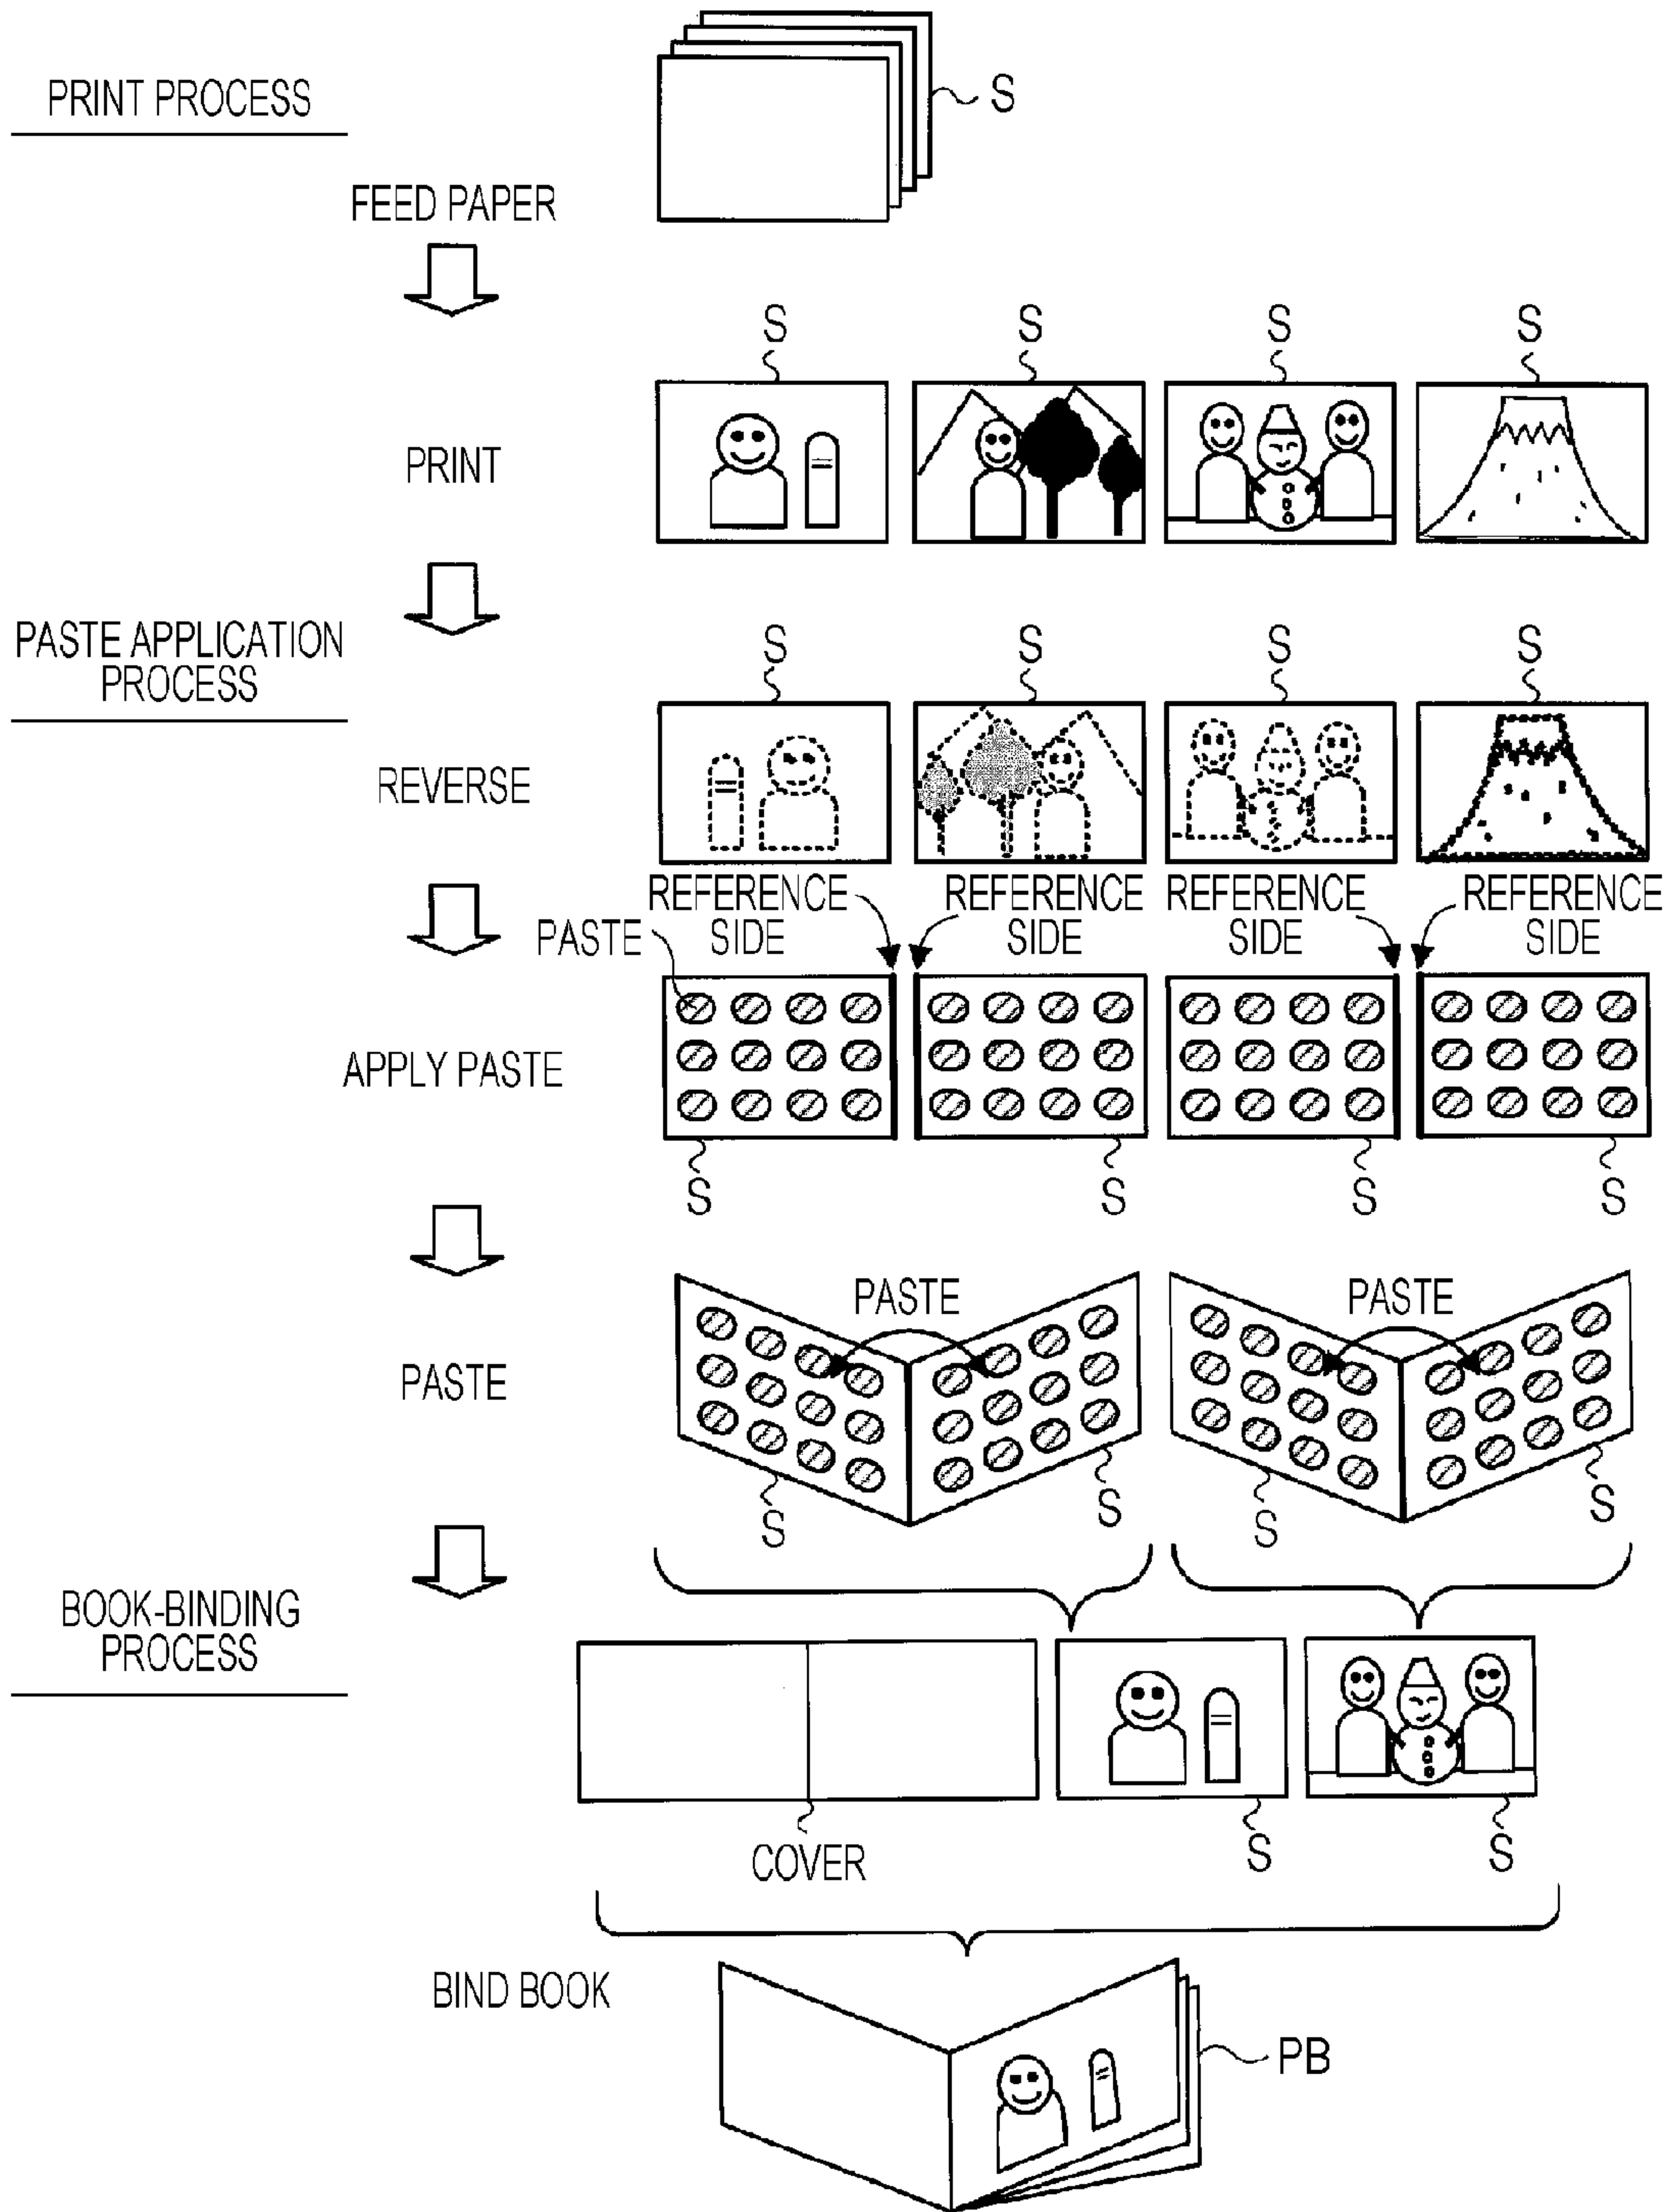 PRINT PROCESS
S
FEED PAPER
S S S S
PRINT
PASTE APPLICATION
PROCESS
S S S S
REVERSE
REFERENCE SIDE
REFERENCE SIDE
REFERENCE SIDE
REFERENCE SIDE
PASTE
APPLY PASTE
S S S S
PASTE PASTE
PASTE
S S S S
BOOK-BINDING
PROCESS
COVER S S
BIND BOOK
PB